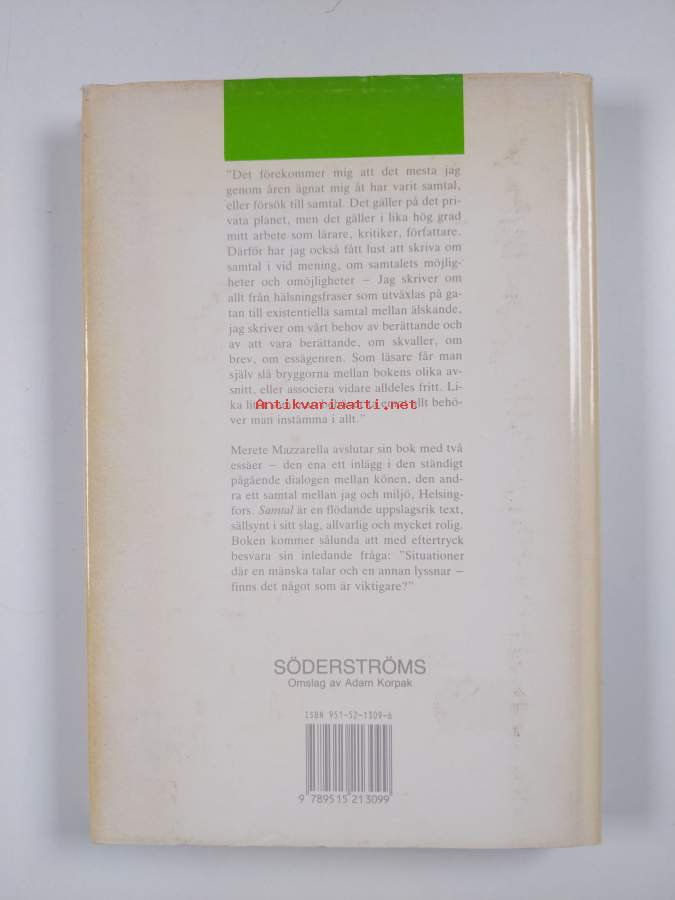 "Det förekommer mig att det mesta jag
genom åren ägnat mig åt har varit samtal,
eller försök till samtal. Det gäller på det pri-
vata planet, men det gäller i lika hög grad
mitt arbete som lärare, kritiker, författare.
Därför har jag också fått lust att skriva om
samtal i vid mening, om samtalets möjlig-
heter och omöjligheter – Jag skriver om
allt från hälsningsfraser som utväxlas på ga-
tan till existentiella samtal mellan älskande,
jag skriver om vårt behov av berättande och
av att vara berättande, om skvaller, om
brev, om essägenren. Som läsare får man
själv slå bryggorna mellan bokens olika av-
snitt, eller associera vidare alldeles fritt. Li-
ka allt behö-
Antikvariaatti.net
ver man instämma i allt."
Merete Mazzarella avslutar sin bok med två
essäer – den ena ett inlägg i den ständigt
pågående dialogen mellan könen, den and-
ra ett samtal mellan jag och miljö, Helsing-
fors. Samtal är en flödande uppslagsrik text,
sällsynt i sitt slag, allvarlig och mycket rolig.
Boken kommer sålunda att med eftertryck
besvara sin inledande fråga: "Situationer
där en mänska talar och en annan lyssnar –
finns det något som är viktigare?"
SÖDERSTRÖMS
Omslag av Adam Korpak
ISBN 951-52-1309-6
9 789515 213099